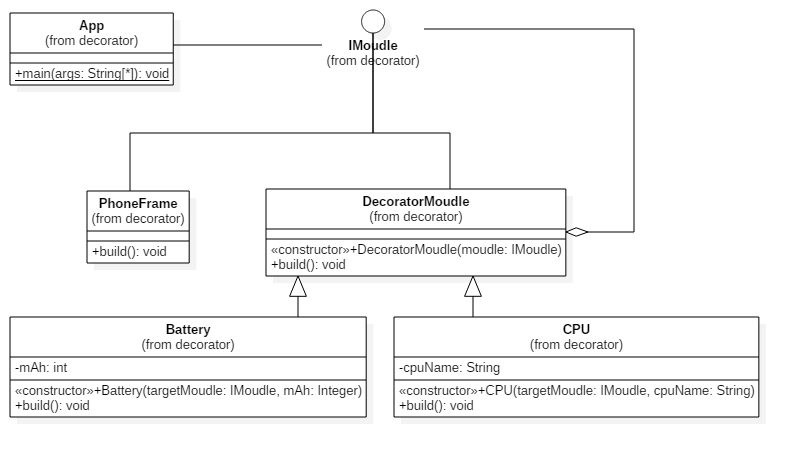 App
(from decorator)
+main(args: String[*]): void
IMoudle
(from decorator)
PhoneFrame
(from decorator)
+build(): void
DecoratorMoudle
(from decorator)
«constructor»+DecoratorMoudle(moudle: IMoudle)
+build(): void
Battery
(from decorator)
-mAh: int
«constructor»+Battery(targetMoudle: IMoudle, mAh: Integer)
+build(): void
CPU
(from decorator)
-cpuName: String
«constructor»+CPU(targetMoudle: IMoudle, cpuName: String)
+build(): void